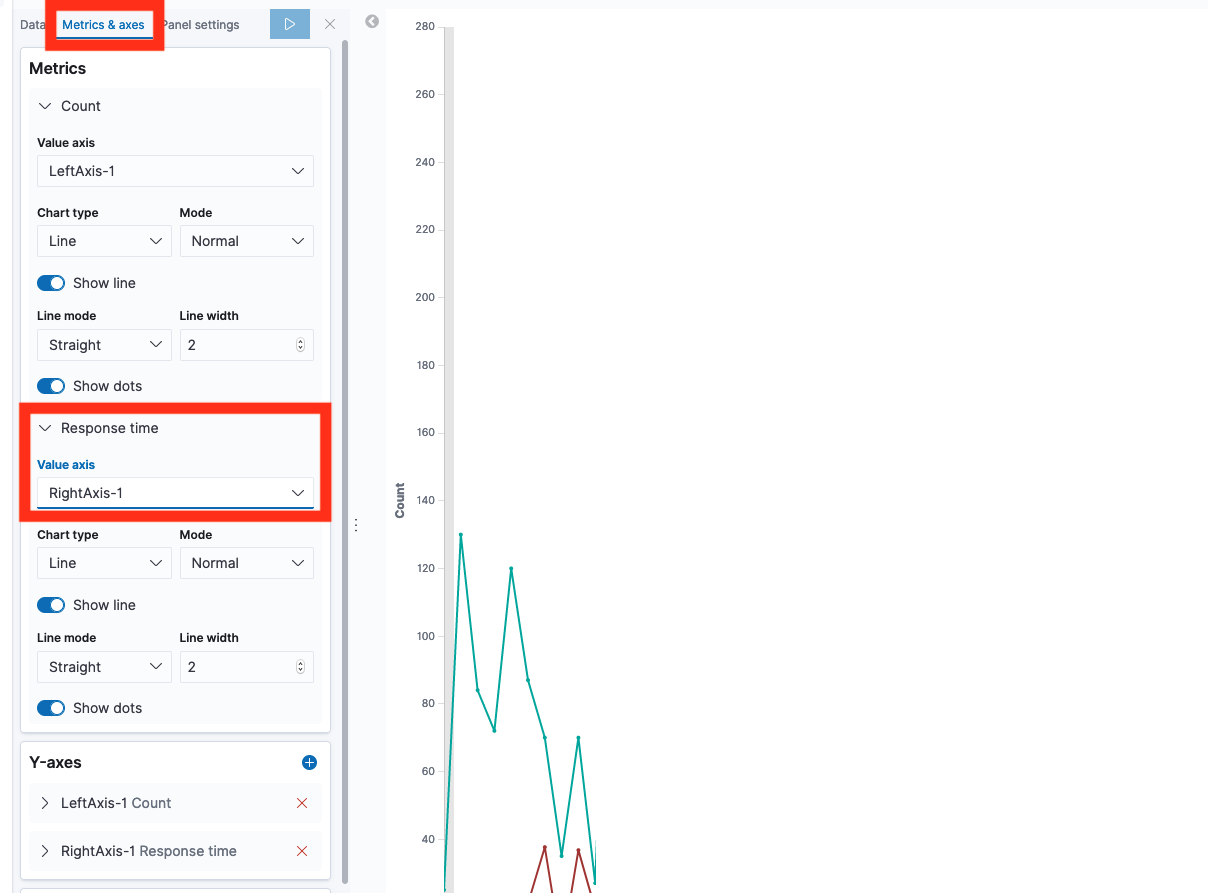 Data Metrics & axes Panel settings
Metrics
Count
Value axis
LeftAxis-1
Chart type Mode
Line Normal
Show line
Line mode Line width
Straight 2
Show dots
Response time
Value axis
RightAxis-1
Chart type Mode
Line Normal
Show line
Line mode Line width
Straight 2
Show dots
Y-axes
LeftAxis-1 Count
RightAxis-1 Response time
280
260
240
220
200
180
160
140
120
100
80
60
40
Count